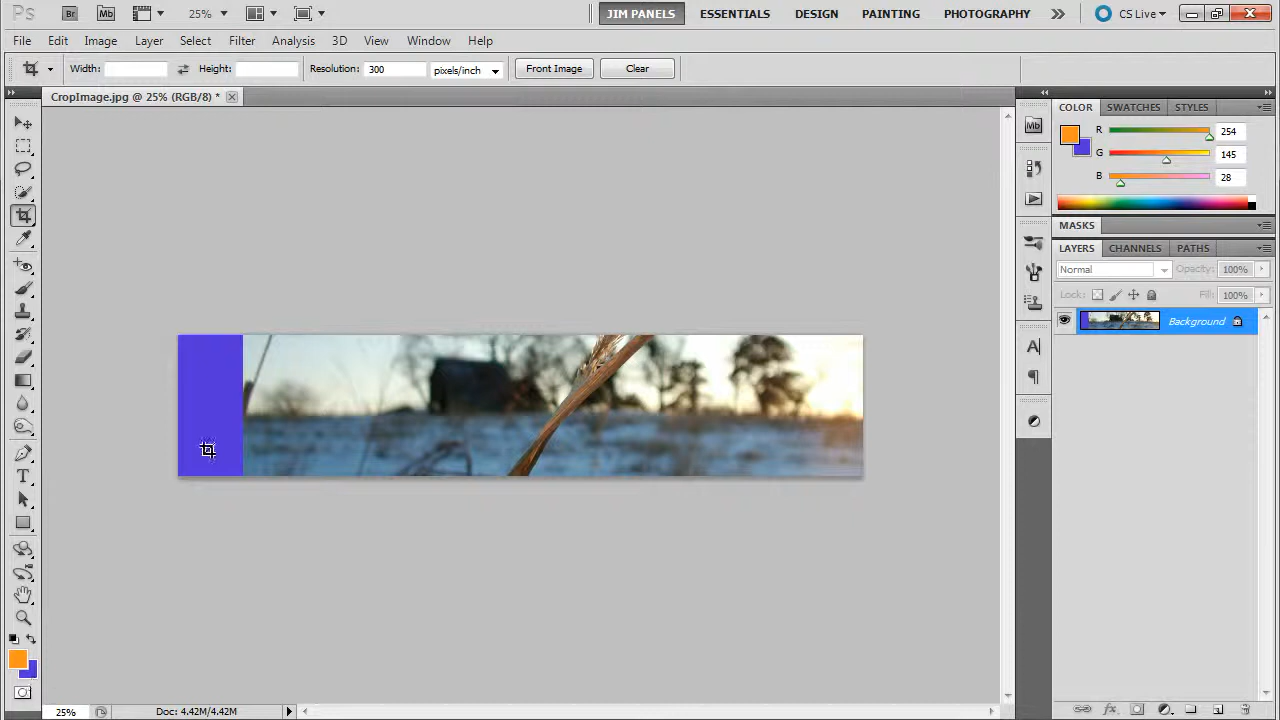 Ps Br Mb 25% JIM PANELS ESSENTIALS DESIGN PAINTING PHOTOGRAPHY CS Live
File Edit Image Layer Select Filter Analysis 3D View Window Help
Width: Height: Resolution: 300 pixels/inch Front Image Clear
CropImage.jpg @ 25% (RGB/8) *
COLOR SWATCHES STYLES
Mb
R 254
G 145
B 28
MASKS
LAYERS CHANNELS PATHS
Normal Opacity: 100%
Lock: Fill: 100%
Background
25% Doc: 4.42M/4.42M